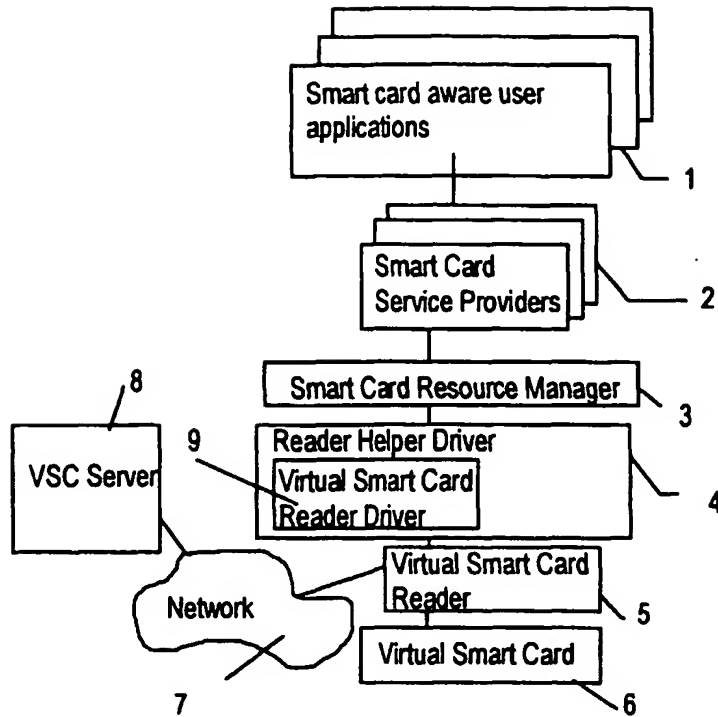 Smart card aware user
applications
1
Smart Card
Service Providers
2
8
Smart Card Resource Manager
3
VSC Server
9
Reader Helper Driver
Virtual Smart Card
Reader Driver
4
Network
Virtual Smart Card
Reader
5
Virtual Smart Card
7
6